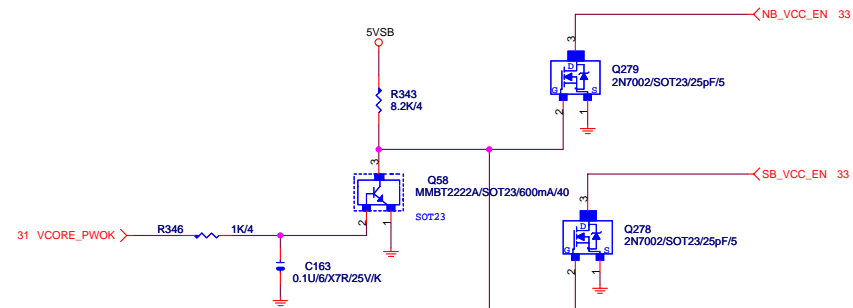 NB_VCC_EN 33
5VSB
3
D
G
S
Q279
2N7002/SOT23/25pF/5
2
1
R343
8.2K/4
3
Q58
MMBT2222A/SOT23/600mA/40
SOT23
2
1
SB_VCC_EN 33
3
D
G
S
Q278
2N7002/SOT23/25pF/5
2
1
31 VCORE_PWOK
R346
1K/4
C163
0.1U/6/X7R/25V/K